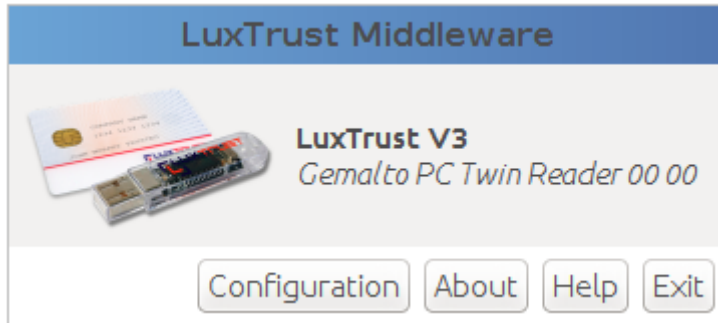 LuxTrust Middleware
LuxTrust V3
Gemalto PC Twin Reader 00 00
Configuration About Help Exit